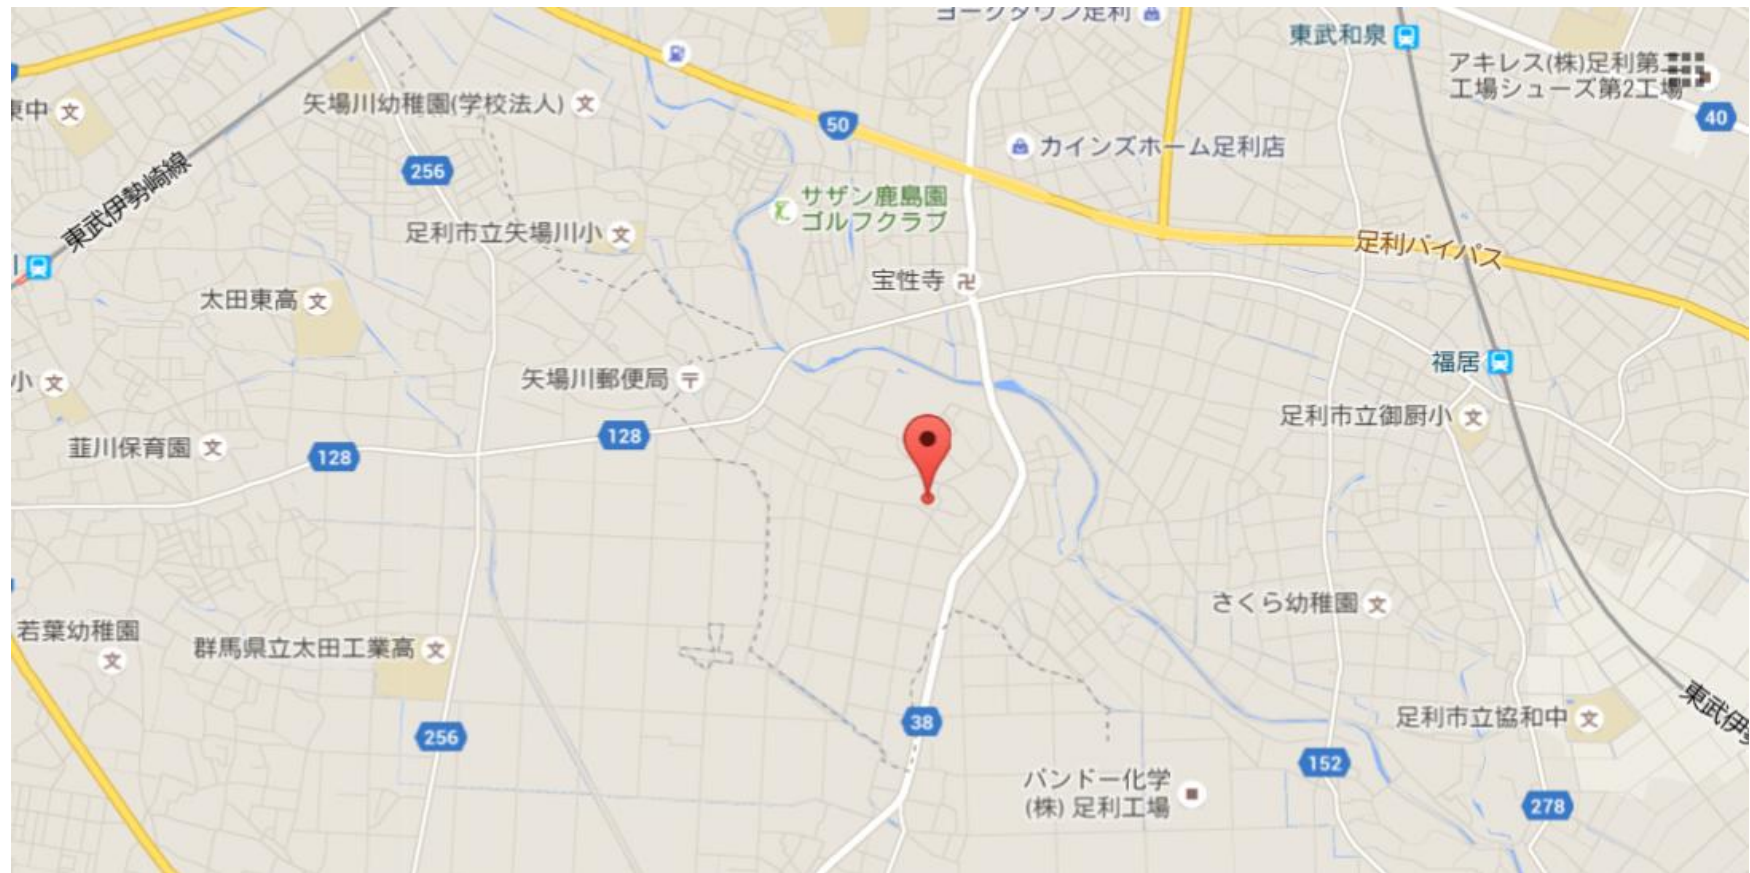 ヨークタウン足利
東武和泉
アキレス(株)足利第二
工場シューズ第2工場
40
東中
矢場川幼稚園(学校法人)
50
カインズホーム足利店
256
東武伊勢崎線
サザン鹿島園
ゴルフクラブ
足利市立矢場川小
足利バイパス
宝性寺
太田東高
福居
小
矢場川郵便局
足利市立御厨小
韮川保育園
128
128
さくら幼稚園
若葉幼稚園
群馬県立太田工業高
38
256
足利市立協和中
東武伊勢
152
バンドー化学
(株) 足利工場
278